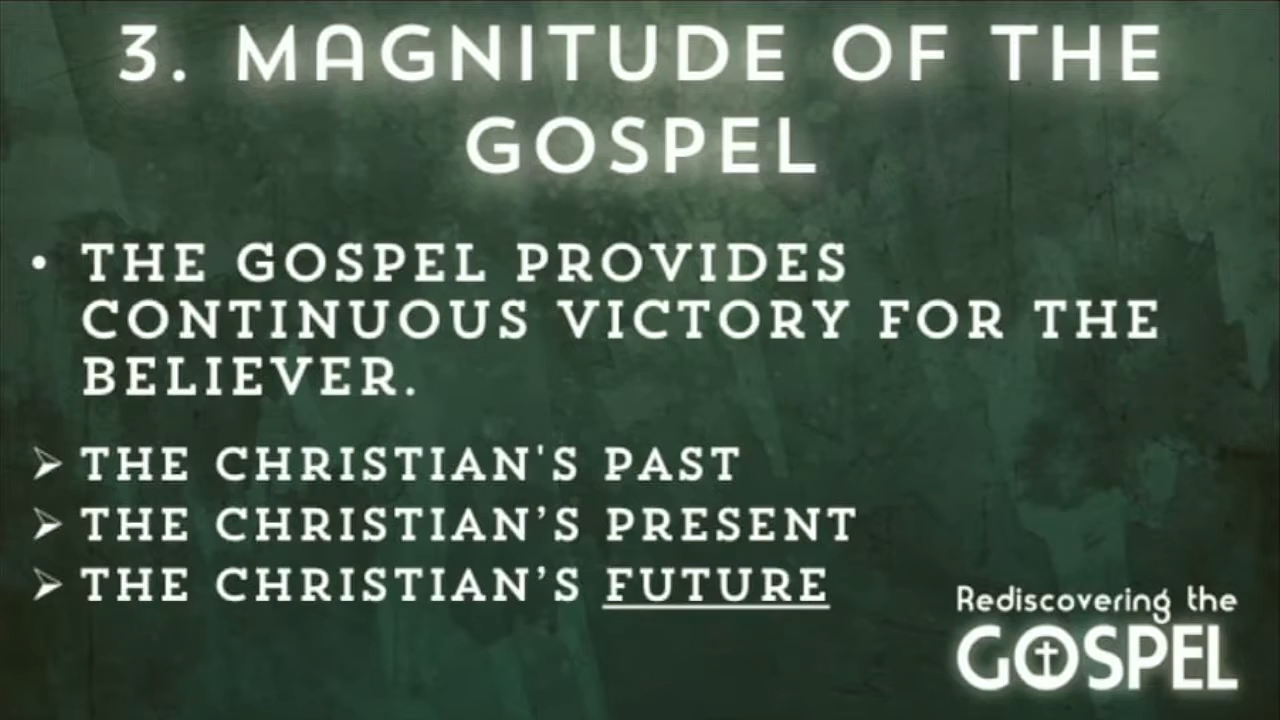 3. MAGNITUDE OF THE
GOSPEL
• THE GOSPEL PROVIDES
CONTINUOUS VICTORY FOR THE
BELIEVER.
➢ THE CHRISTIAN'S PAST
➢ THE CHRISTIAN’S PRESENT
➢ THE CHRISTIAN’S FUTURE
Rediscovering the
GOSPEL